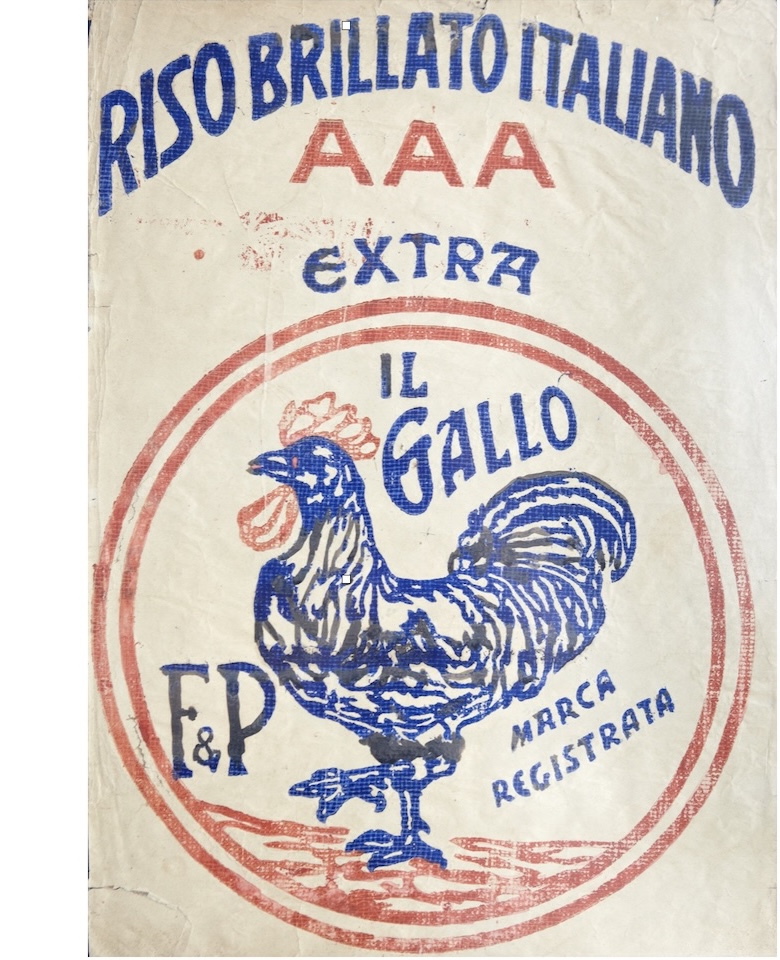 RISO BRILLATO ITALIANO
AAA
EXTRA
IL
GALLO
F&P
MARCA
REGISTRATA